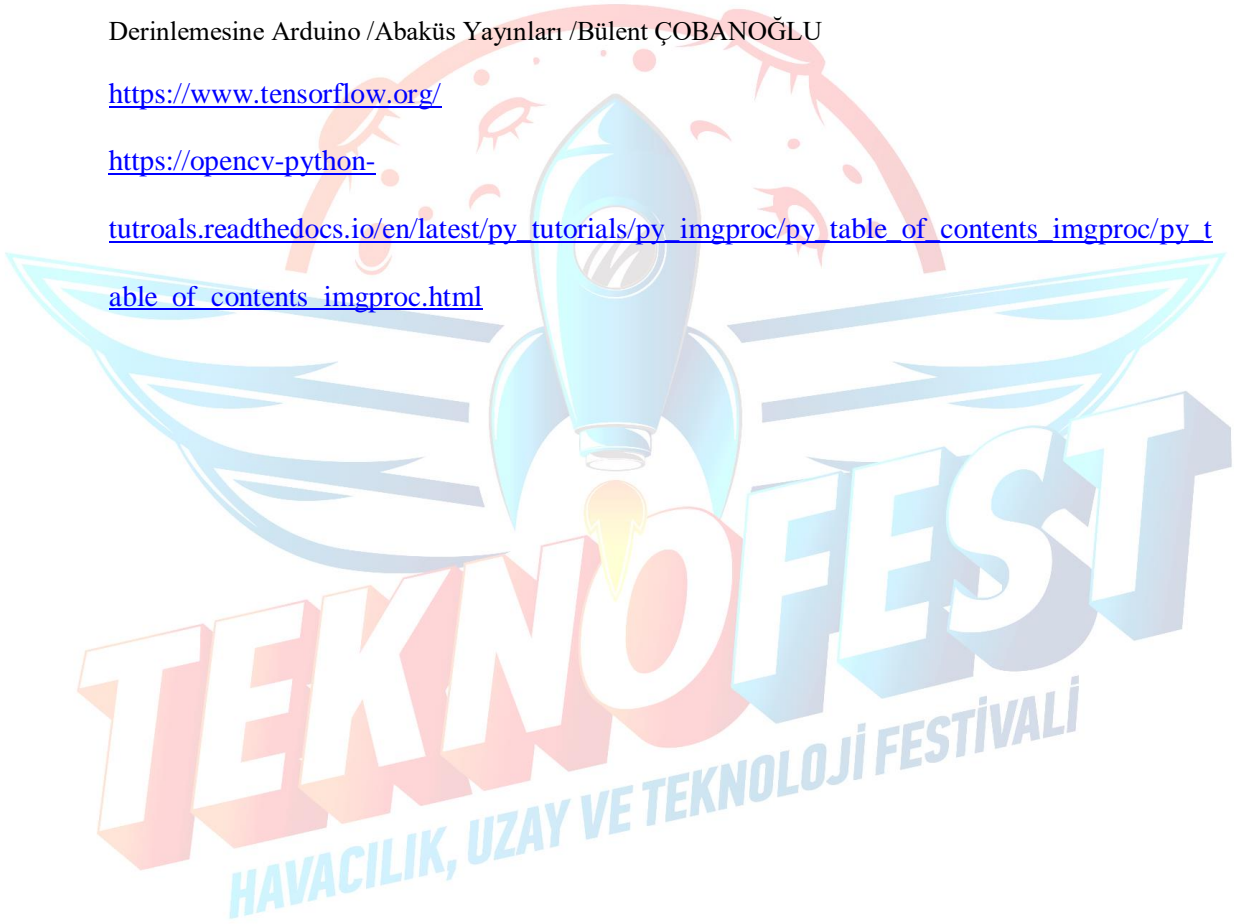 Derinlemesine Arduino /Abaküs Yayınları /Bülent ÇOBANOĞLU
https://www.tensorflow.org/
https://opencv-python-
tutroals.readthedocs.io/en/latest/py_tutorials/py_imgproc/py_table_of_contents_imgproc/py_t
able_of_contents_imgproc.html
TEKNOFEST
HAVACILIK, UZAY VE TEKNOLOJİ FESTİVALİ